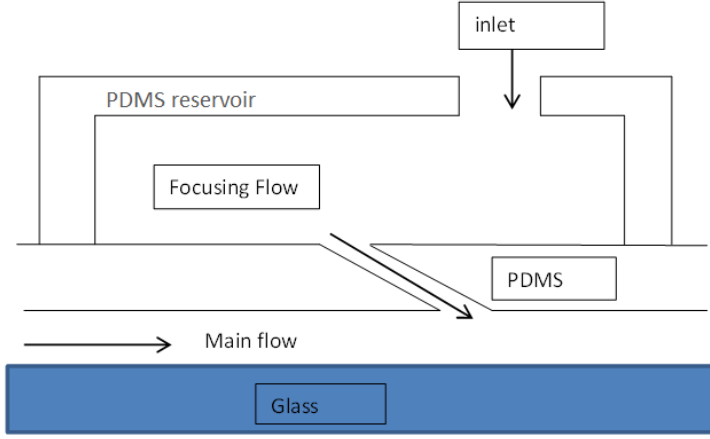 inlet
PDMS reservoir
Focusing Flow
PDMS
Main flow
Glass